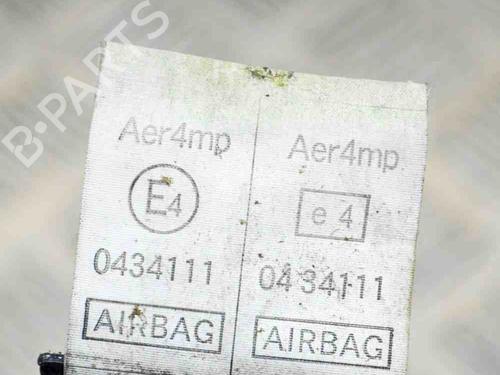 B-PARTS
Aer4mp Aer4mp
E4 e 4
0434111 0434111
AIRBAG AIRBAG